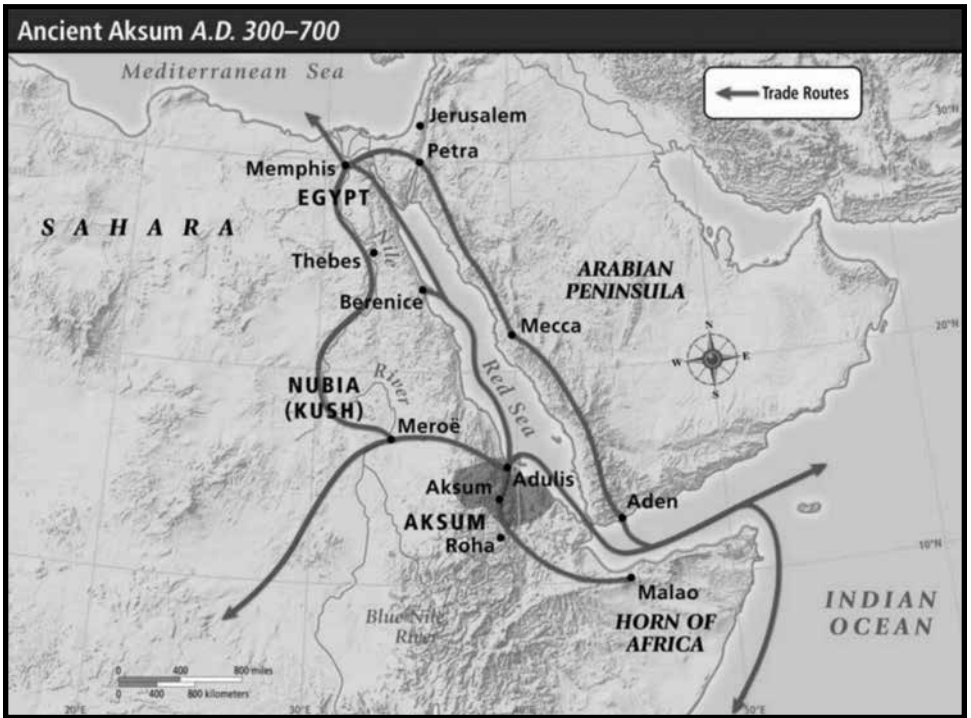 Ancient Aksum A.D. 300–700
Mediterranean Sea
Trade Routes
30°N
Jerusalem
Petra
Memphis
EGYPT
SAHARA
Nile
Thebes
ARABIAN
PENINSULA
Berenice
Mecca
20°N
N
W E
S
Red Sea
River
NUBIA
(KUSH)
Meroë
Adulis
Aksum
Aden
AKSUM
Roha
10°N
Malao
Blue Nile
River
HORN OF
AFRICA
INDIAN
OCEAN
0 400 800 miles
0 400 800 kilometers
20°E
30°E
40°E
50°E